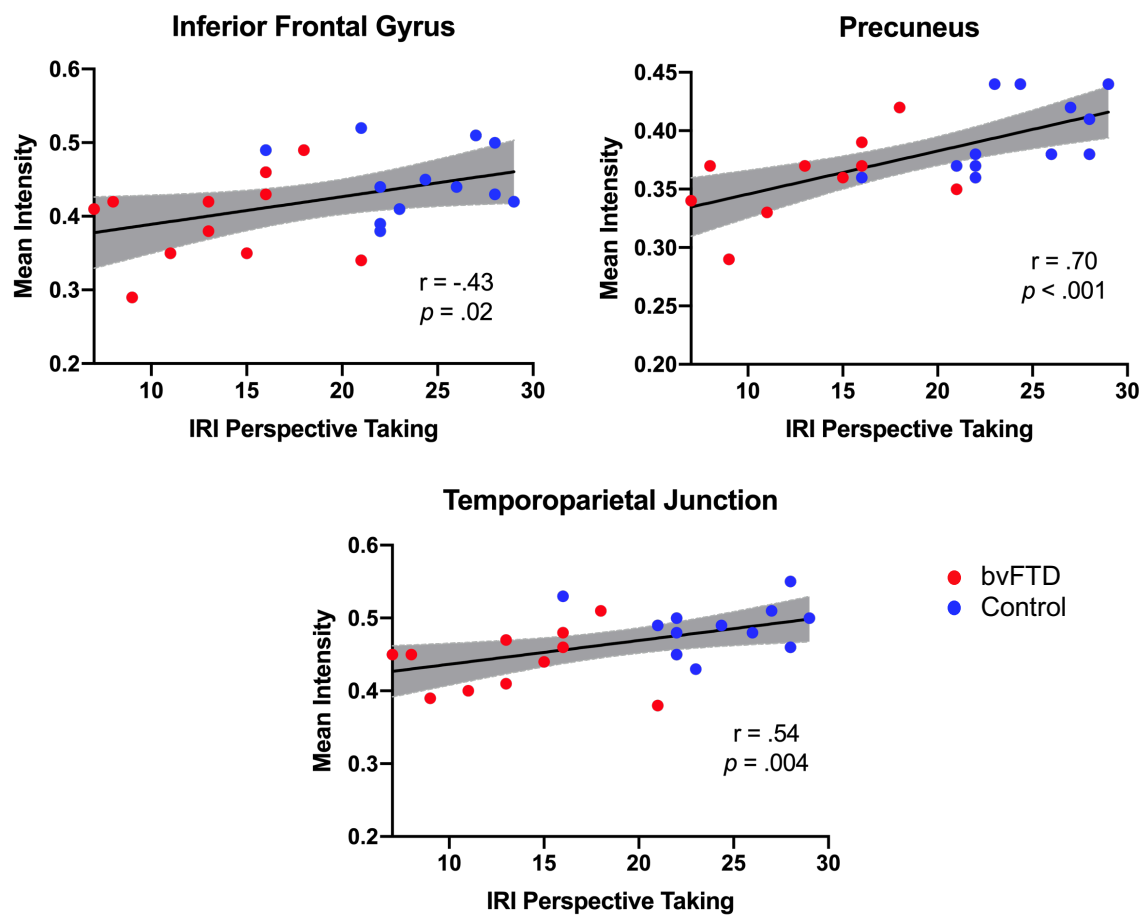 Inferior Frontal Gyrus
0.6
0.5
0.4
0.3
0.2
Mean Intensity
r = -.43
p = .02
10 15 20 25 30
IRI Perspective Taking
Precuneus
0.45
0.40
0.35
0.30
0.25
0.20
Mean Intensity
r = .70
p < .001
10 15 20 25 30
IRI Perspective Taking
Temporoparietal Junction
0.6
0.5
0.4
0.3
0.2
Mean Intensity
r = .54
p = .004
10 15 20 25 30
IRI Perspective Taking
bvFTD
Control